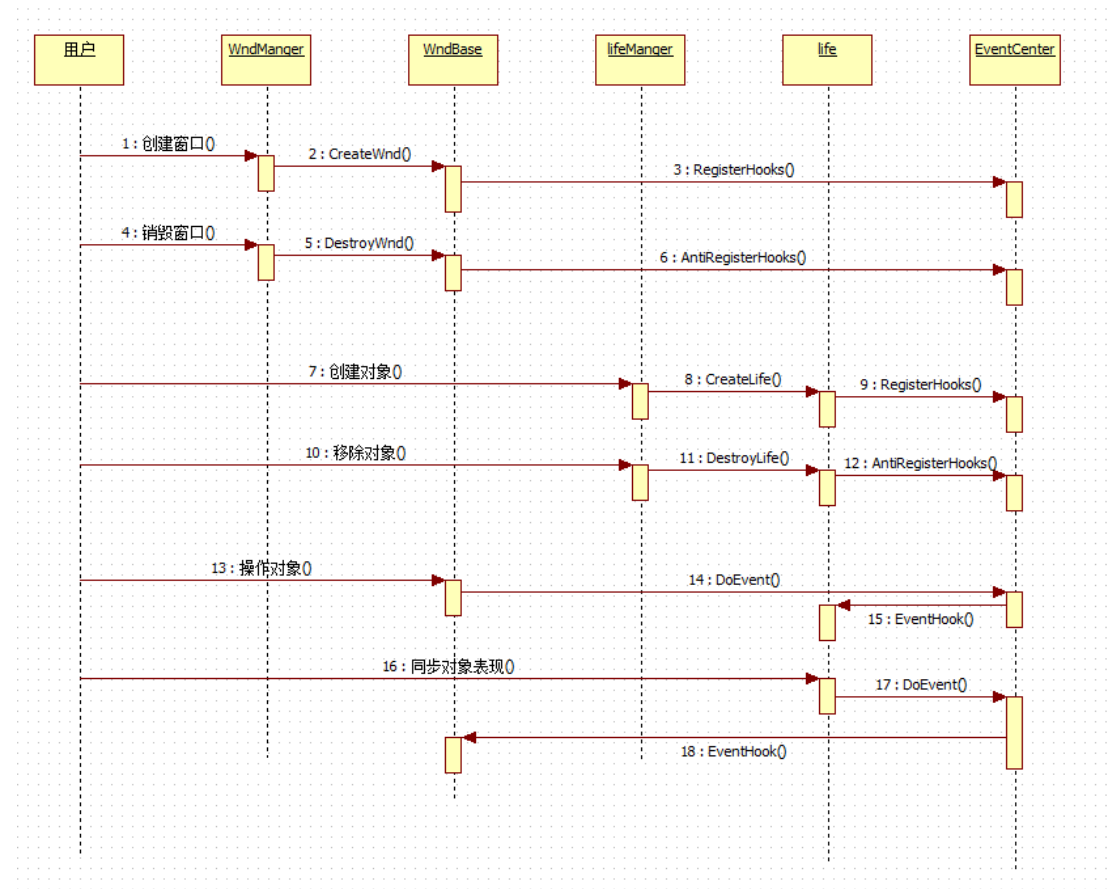 用户 WndManger WndBase lifeManger life EventCenter
1 : 创建窗口()
2 : CreateWnd()
3 : RegisterHooks()
4 : 销毁窗口()
5 : DestroyWnd()
6 : AntiRegisterHooks()
7 : 创建对象()
8 : CreateLife()
9 : RegisterHooks()
10 : 移除对象()
11 : DestroyLife()
12 : AntiRegisterHooks()
13 : 操作对象()
14 : DoEvent()
15 : EventHook()
16 : 同步对象表现()
17 : DoEvent()
18 : EventHook()